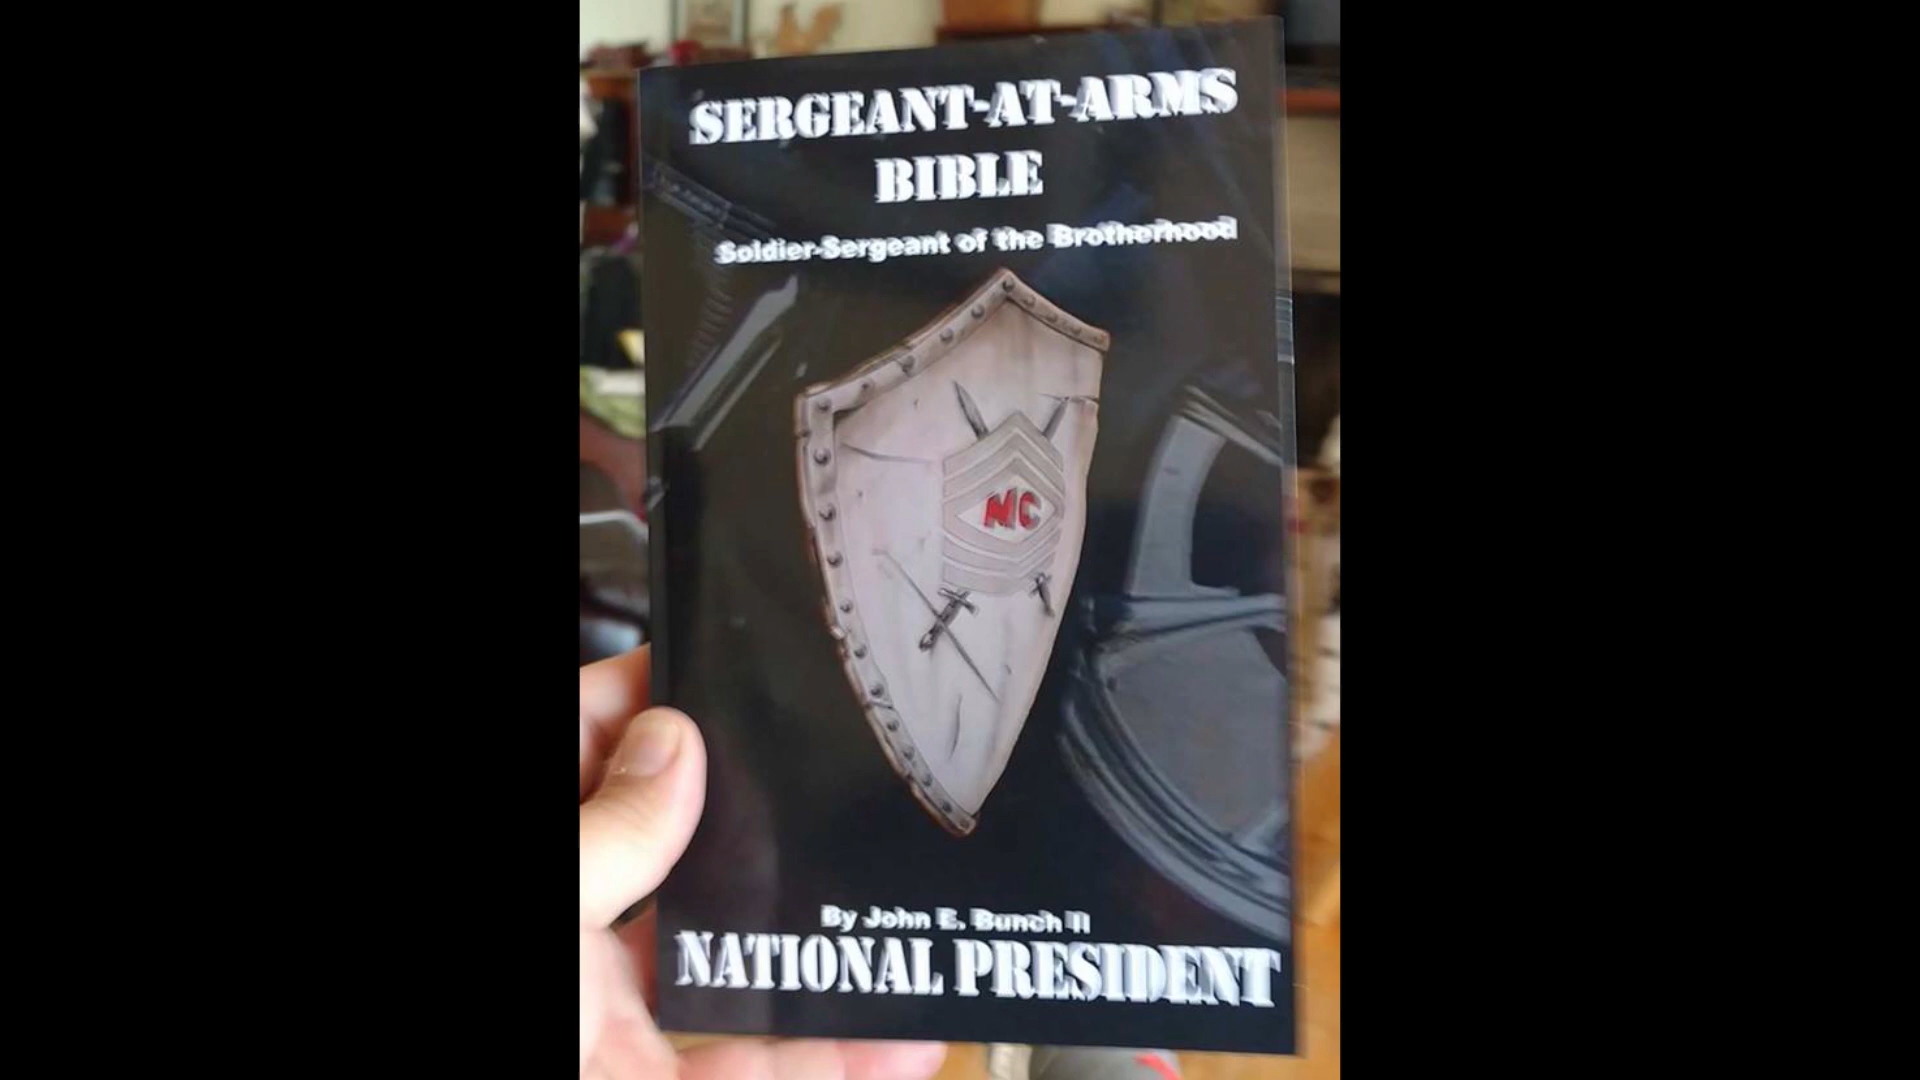 SERGEANT-AT-ARMS
BIBLE
Soldier-Sergeant of the Brotherhood
MC
By John E. Bunch II
NATIONAL PRESIDENT